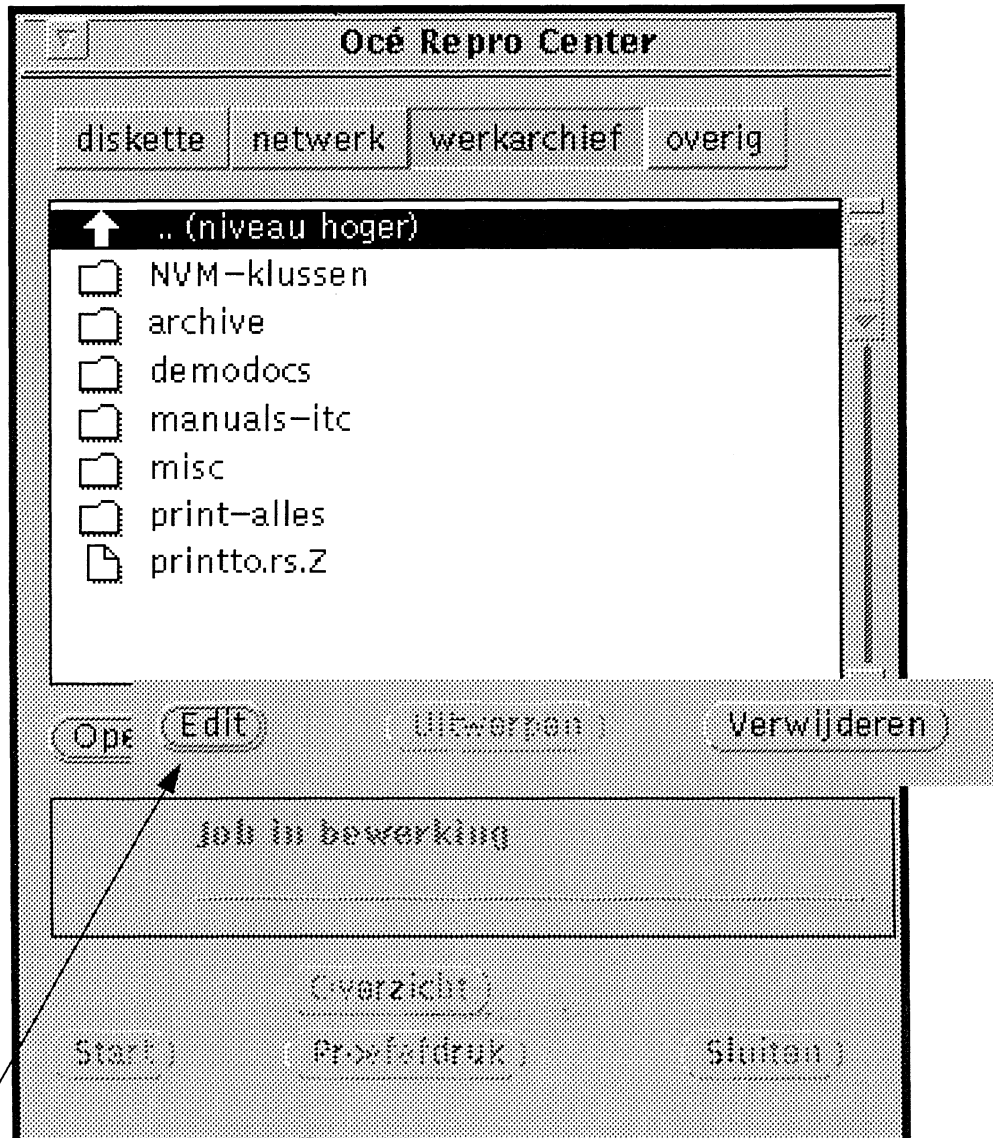 Océ Repro Center
diskette netwerk werkarchief overig
.. (niveau hoger)
NVM-klussen
archive
demodocs
manuals-itc
misc
print-alles
printto.rs.Z
Ope Edit Uitwerpen Verwijderen
Job in bewerking
Overzicht
Start Proefafdruk Sluiten